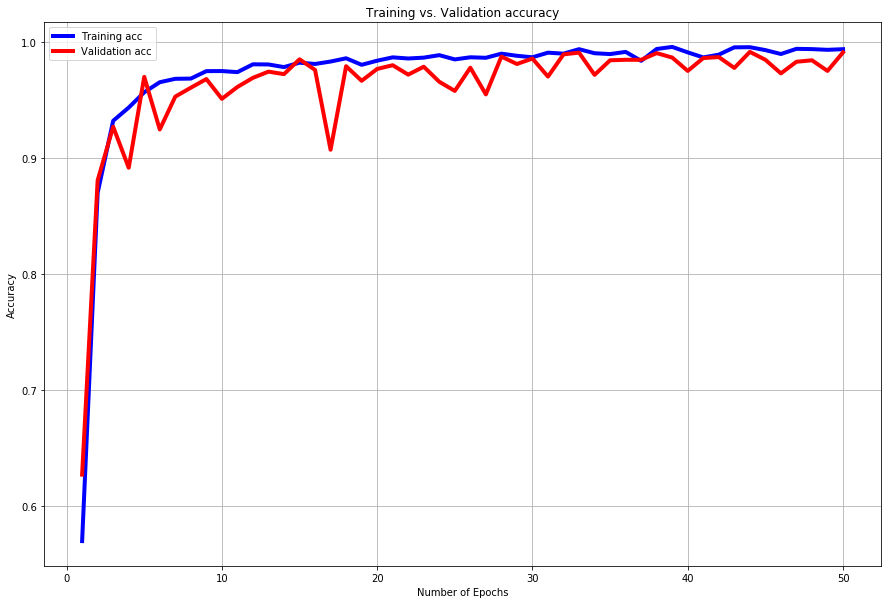 Training vs. Validation accuracy
Training acc
Validation acc
1.0
0.9
0.8
0.7
0.6
Accuracy
0
10
20
30
40
50
Number of Epochs